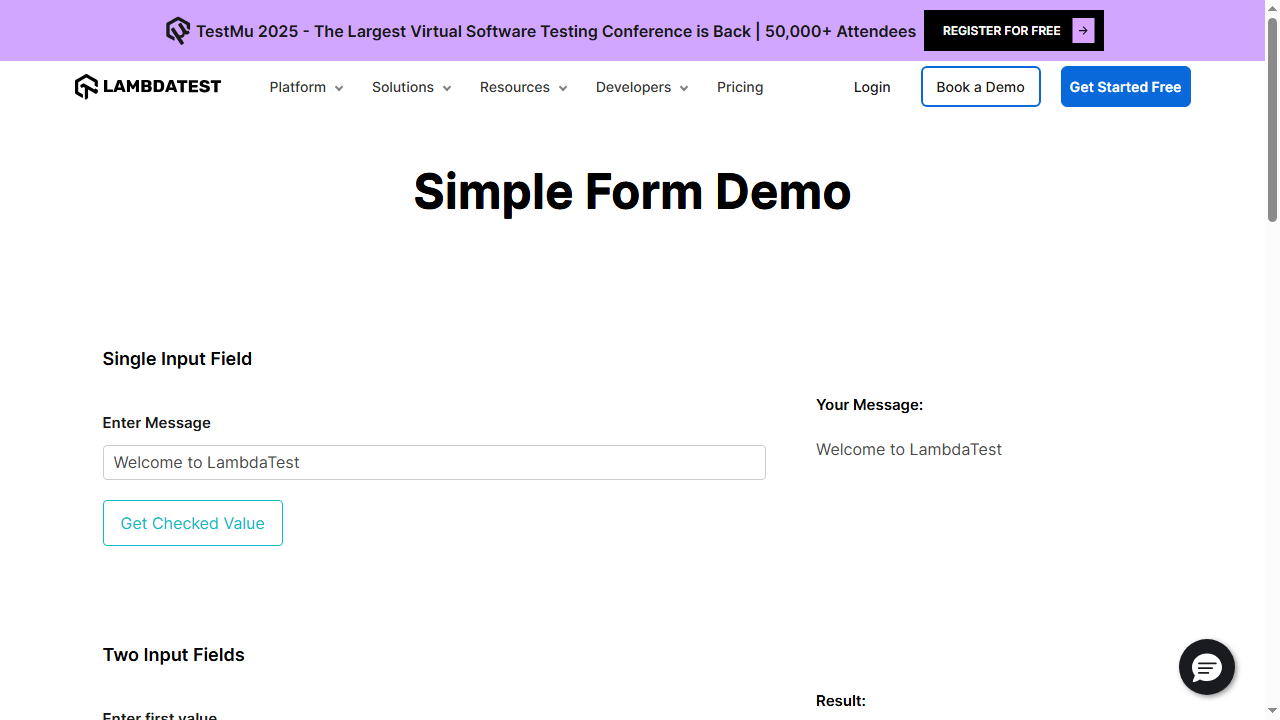 TestMu 2025 - The Largest Virtual Software Testing Conference is Back | 50,000+ Attendees REGISTER FOR FREE
LAMBDATEST Platform Solutions Resources Developers Pricing Login Book a Demo Get Started Free
Simple Form Demo
Single Input Field
Your Message:
Enter Message
Welcome to LambdaTest
Welcome to LambdaTest
Get Checked Value
Two Input Fields
Result:
Enter first value